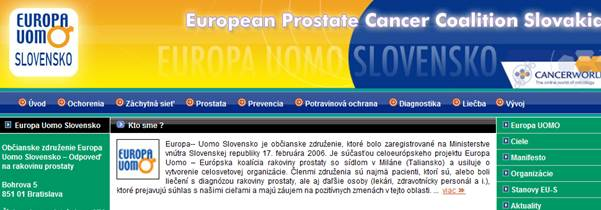 EUROPA
UOMO
SLOVENSKO
European Prostate Cancer Coalition Slovakia
EUROPA UOMO SLOVENSKO
CANCERWORLD
Úvod
Ochorenia
Záchytná sieť
Prostata
Prevencia
Potravinová ochrana
Diagnostika
Liečba
Vývoj
Europa Uomo Slovensko
Občianske združenie Europa
Uomo Slovensko – Odpoveď
na rakovinu prostaty
Bohrova 5
851 01 Bratislava
Kto sme ?
EUROPA
UOMO
Europa-- Uomo Slovensko je občianske združenie, ktoré bolo zaregistrované na Ministerstve
vnútra Slovenskej republiky 17. februára 2006. Je súčasťou celoeurópskeho projektu Europa
Uomo – Európska koalícia rakoviny prostaty so sídlom v Miláne (Taliansko) a usiluje o
vytvorenie celosvetovej organizácie. Členmi združenia sú najmä pacienti, ktorí sú, alebo boli
liečení s diagnózou rakoviny prostaty, ale aj ďalšie osoby (lekári, zdravotnícky personál a i.),
ktoré prejavujú súhlas s našimi cieľami a majú záujem na pozitívnych zmenách v tejto oblasti. ... viac
Europa UOMO
Ciele
Manifesto
Organizácie
Stanovy EU-S
Aktuality